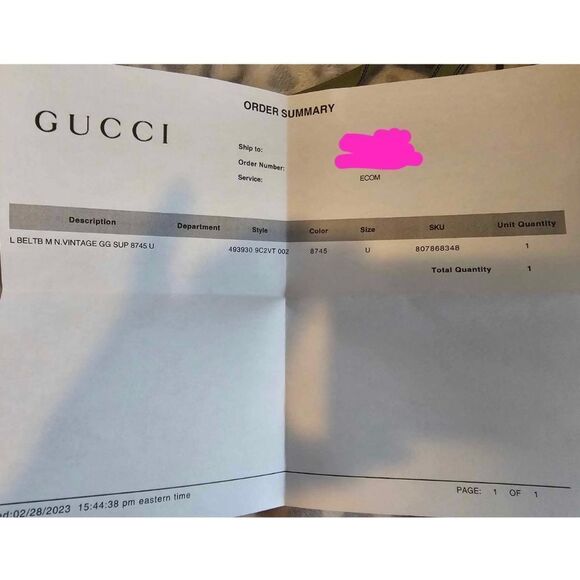 ORDER SUMMARY
GUCCI
Ship to:
Order Number:
Service: ECOM
Description Department Style Color Size SKU Unit Quantity
L BELTB M N.VINTAGE GG SUP 8745 U 493930 9C2VT 002 8745 U 807868348 1
Total Quantity 1
ed:02/28/2023 15:44:38 pm eastern time
PAGE: 1 OF 1